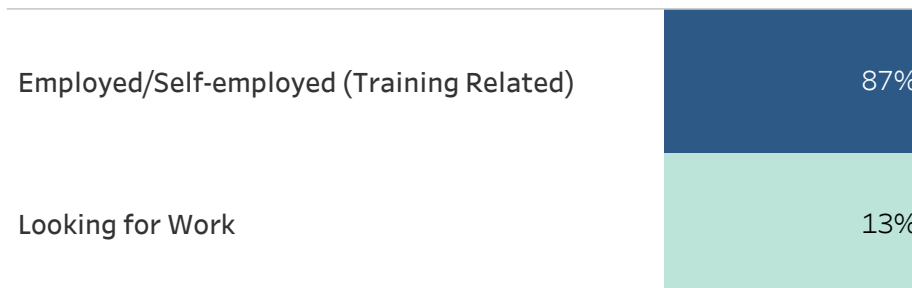 Employed/Self-employed (Training Related) 87%
Looking for Work 13%